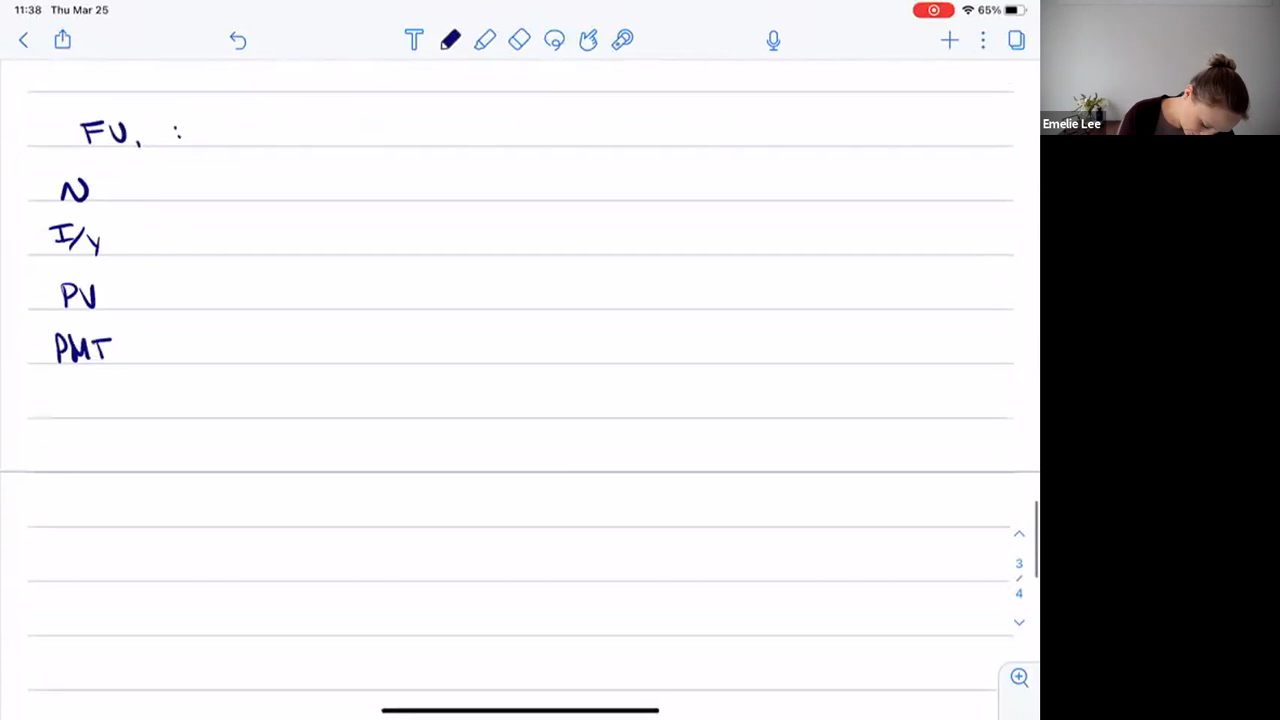 11:38 Thu Mar 25
65%
T
Emelie Lee
FV, :
N
I/Y
PV
PMT
3
4